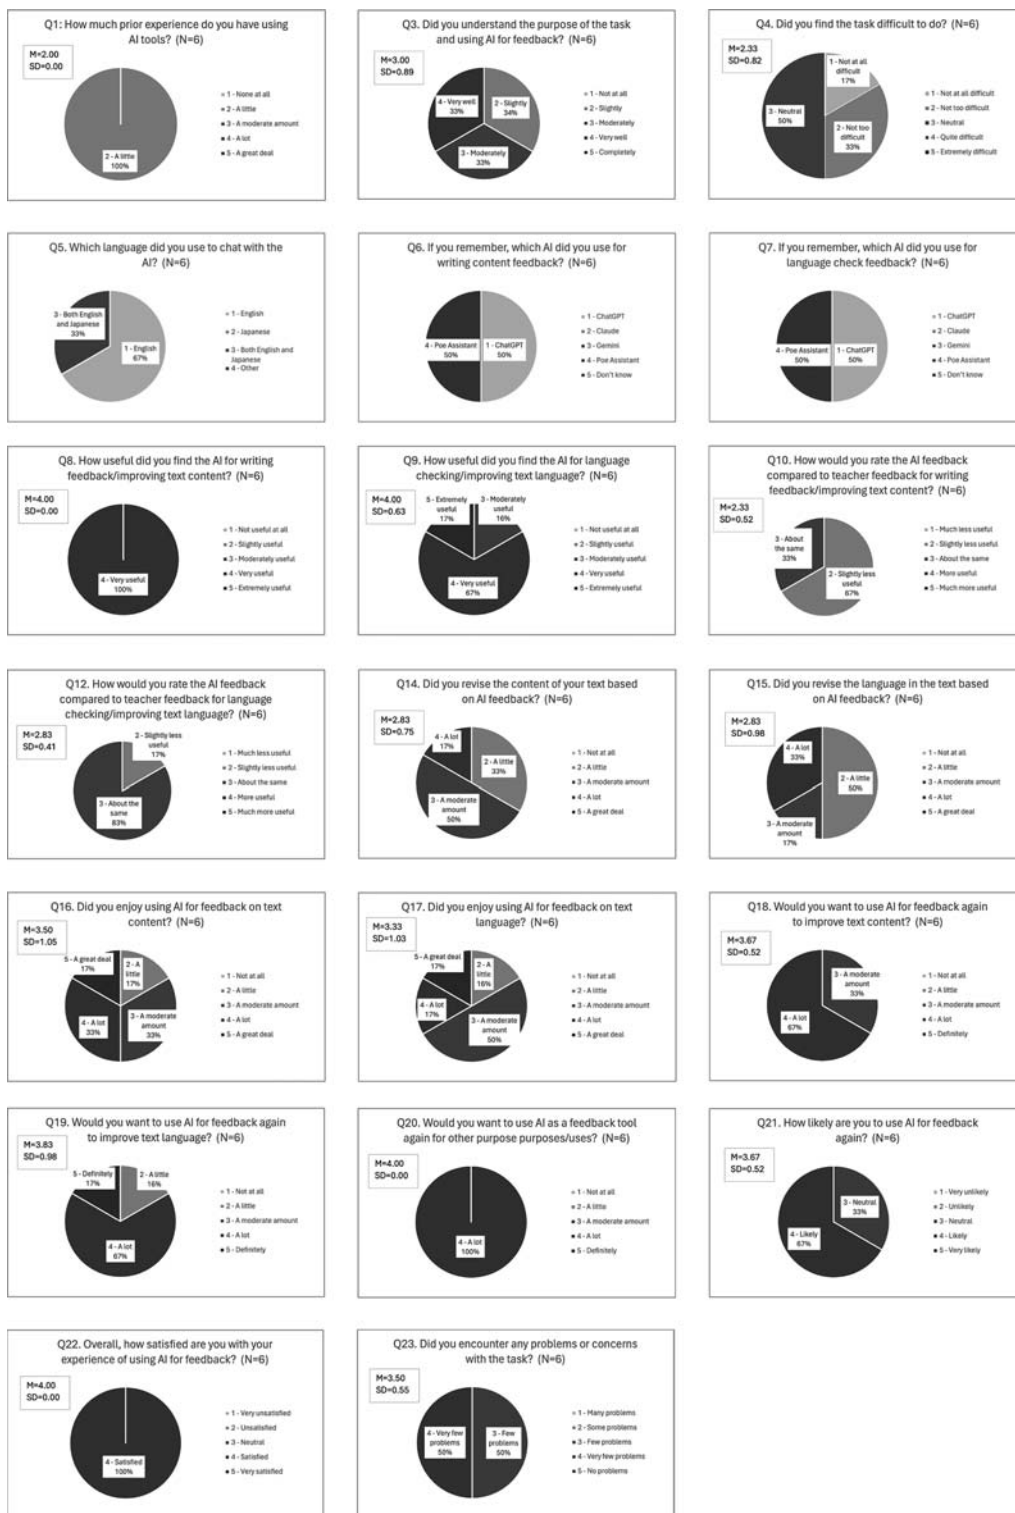 Q1: How much prior experience do you have using
AI tools? (N=6)
M=2.00
SD=0.00
2 - A little
100%
1 - None at all
2 - A little
3 - A moderate amount
4 - A lot
5 - A great deal
Q3. Did you understand the purpose of the task
and using AI for feedback? (N=6)
M=3.00
SD=0.89
4 - Very well
33%
2 - Slightly
34%
3 - Moderately
33%
1 - Not at all
2 - Slightly
3 - Moderately
4 - Very well
5 - Completely
Q4. Did you find the task difficult to do? (N=6)
M=2.33
SD=0.82
1 - Not at all
difficult
17%
3 - Neutral
50%
2 - Not too
difficult
33%
1 - Not at all difficult
2 - Not too difficult
3 - Neutral
4 - Quite difficult
5 - Extremely difficult
Q5. Which language did you use to chat with the
AI? (N=6)
3 - Both English
and Japanese
33%
1 - English
67%
1 - English
2 - Japanese
3 - Both English and
Japanese
4 - Other
Q6. If you remember, which AI did you use for
writing content feedback? (N=6)
4 - Poe Assistant
50%
1 - ChatGPT
50%
1 - ChatGPT
2 - Claude
3 - Gemini
4 - Poe Assistant
5 - Don't know
Q7. If you remember, which AI did you use for
language check feedback? (N=6)
4 - Poe Assistant
50%
1 - ChatGPT
50%
1 - ChatGPT
2 - Claude
3 - Gemini
4 - Poe Assistant
5 - Don't know
Q8. How useful did you find the AI for writing
feedback/improving text content? (N=6)
M=4.00
SD=0.00
4 - Very useful
100%
1 - Not useful at all
2 - Slightly useful
3 - Moderately useful
4 - Very useful
5 - Extremely useful
Q9. How useful did you find the AI for language
checking/improving text language? (N=6)
M=4.00
SD=0.63
5 - Extremely
useful
17%
3 - Moderately
useful
16%
4 - Very useful
67%
1 - Not useful at all
2 - Slightly useful
3 - Moderately useful
4 - Very useful
5 - Extremely useful
Q10. How would you rate the AI feedback
compared to teacher feedback for writing
feedback/improving text content? (N=6)
M=2.33
SD=0.52
3 - About
the same
33%
2 - Slightly less
useful
67%
1 - Much less useful
2 - Slightly less useful
3 - About the same
4 - More useful
5 - Much more useful
Q12. How would you rate the AI feedback
compared to teacher feedback for language
checking/improving text language? (N=6)
M=2.83
SD=0.41
2 - Slightly less
useful
17%
3 - About the
same
83%
1 - Much less useful
2 - Slightly less useful
3 - About the same
4 - More useful
5 - Much more useful
Q14. Did you revise the content of your text based
on AI feedback? (N=6)
M=2.83
SD=0.75
4 - A lot
17%
2 - A little
33%
3 - A moderate
amount
50%
1 - Not at all
2 - A little
3 - A moderate amount
4 - A lot
5 - A great deal
Q15. Did you revise the language in the text based
on AI feedback? (N=6)
M=2.83
SD=0.98
4 - A lot
33%
2 - A little
50%
3 - A moderate
amount
17%
1 - Not at all
2 - A little
3 - A moderate amount
4 - A lot
5 - A great deal
Q16. Did you enjoy using AI for feedback on text
content? (N=6)
M=3.50
SD=1.05
5 - A great deal
17%
2 - A
little
17%
4 - A lot
33%
3 - A moderate
amount
33%
1 - Not at all
2 - A little
3 - A moderate amount
4 - A lot
5 - A great deal
Q17. Did you enjoy using AI for feedback on text
language? (N=6)
M=3.33
SD=1.03
5 - A great deal
17%
2 - A
little
16%
4 - A lot
17%
3 - A moderate
amount
50%
1 - Not at all
2 - A little
3 - A moderate amount
4 - A lot
5 - A great deal
Q18. Would you want to use AI for feedback again
to improve text content? (N=6)
M=3.67
SD=0.52
3 - A moderate
amount
33%
4 - A lot
67%
1 - Not at all
2 - A little
3 - A moderate amount
4 - A lot
5 - Definitely
Q19. Would you want to use AI for feedback again
to improve text language? (N=6)
M=3.83
SD=0.98
5 - Definitely
17%
2 - A little
16%
4 - A lot
67%
1 - Not at all
2 - A little
3 - A moderate amount
4 - A lot
5 - Definitely
Q20. Would you want to use AI as a feedback tool
again for other purpose purposes/uses? (N=6)
M=4.00
SD=0.00
4 - A lot
100%
1 - Not at all
2 - A little
3 - A moderate amount
4 - A lot
5 - Definitely
Q21. How likely are you to use AI for feedback
again? (N=6)
M=3.67
SD=0.52
3 - Neutral
33%
4 - Likely
67%
1 - Very unlikely
2 - Unlikely
3 - Neutral
4 - Likely
5 - Very likely
Q22. Overall, how satisfied are you with your
experience of using AI for feedback? (N=6)
M=4.00
SD=0.00
4 - Satisfied
100%
1 - Very unsatisfied
2 - Unsatisfied
3 - Neutral
4 - Satisfied
5 - Very satisfied
Q23. Did you encounter any problems or concerns
with the task? (N=6)
M=3.50
SD=0.55
4 - Very few
problems
50%
3 - Few
problems
50%
1 - Many problems
2 - Some problems
3 - Few problems
4 - Very few problems
5 - No problems